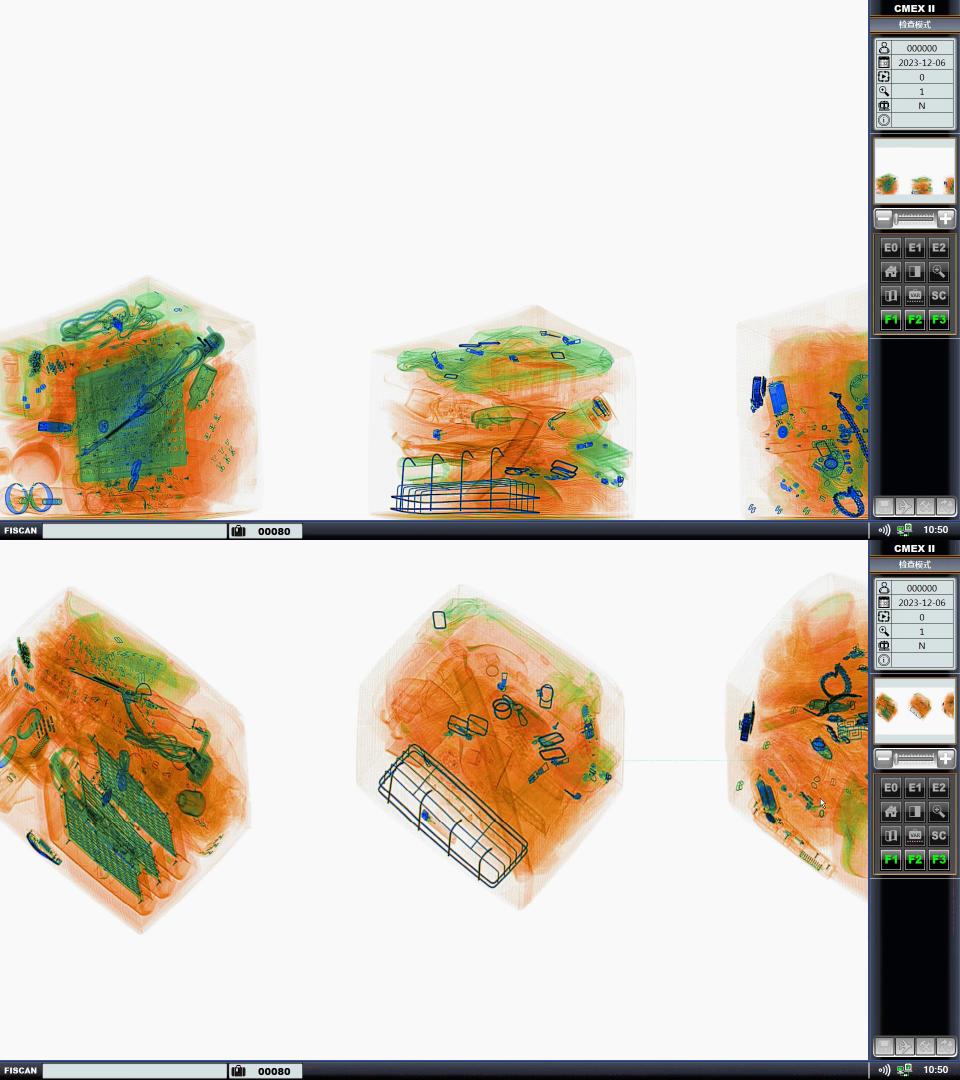 CMEX II
检查模式
000000
2023-12-06
0
1
N
E0 E1 E2
VAR SC
F1 F2 F3
FISCAN 00080 10:50
CMEX II
检查模式
000000
2023-12-06
0
1
N
E0 E1 E2
VAR SC
F1 F2 F3
FISCAN 00080 10:50